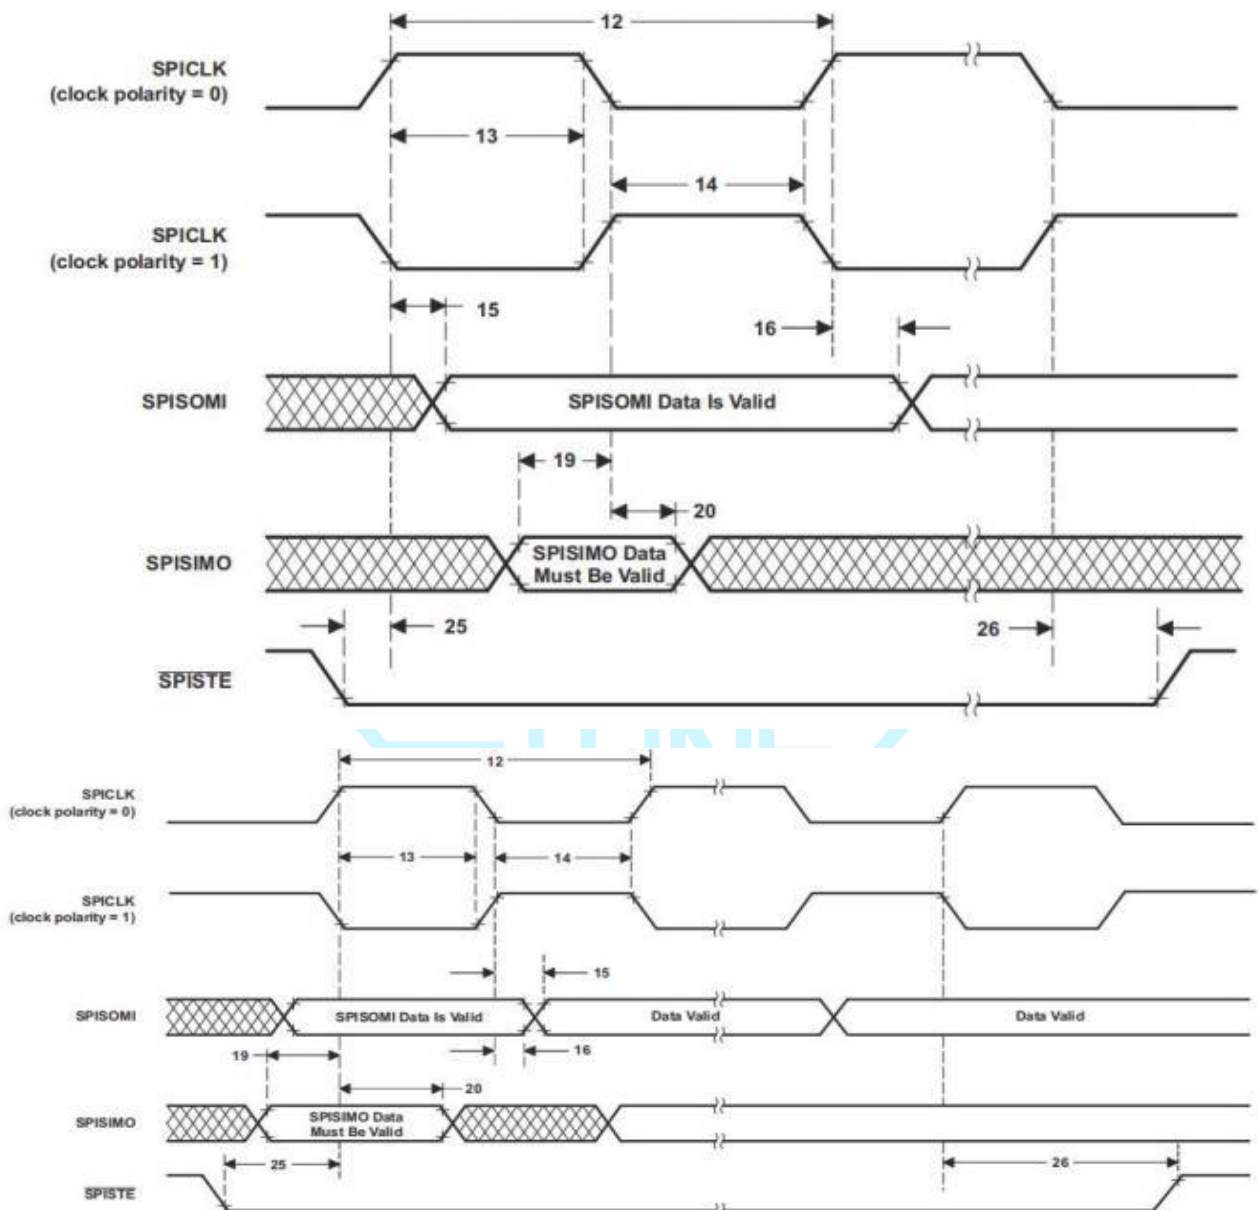 12
SPICLK
(clock polarity = 0)
13
14
SPICLK
(clock polarity = 1)
15
16
SPISOMI
SPISOMI Data Is Valid
19
20
SPISIMO
SPISIMO Data
Must Be Valid
25
26
SPISTE
12
SPICLK
(clock polarity = 0)
13
14
SPICLK
(clock polarity = 1)
15
SPISOMI
SPISOMI Data Is Valid
Data Valid
Data Valid
19
16
20
SPISIMO
SPISIMO Data
Must Be Valid
25
26
SPISTE